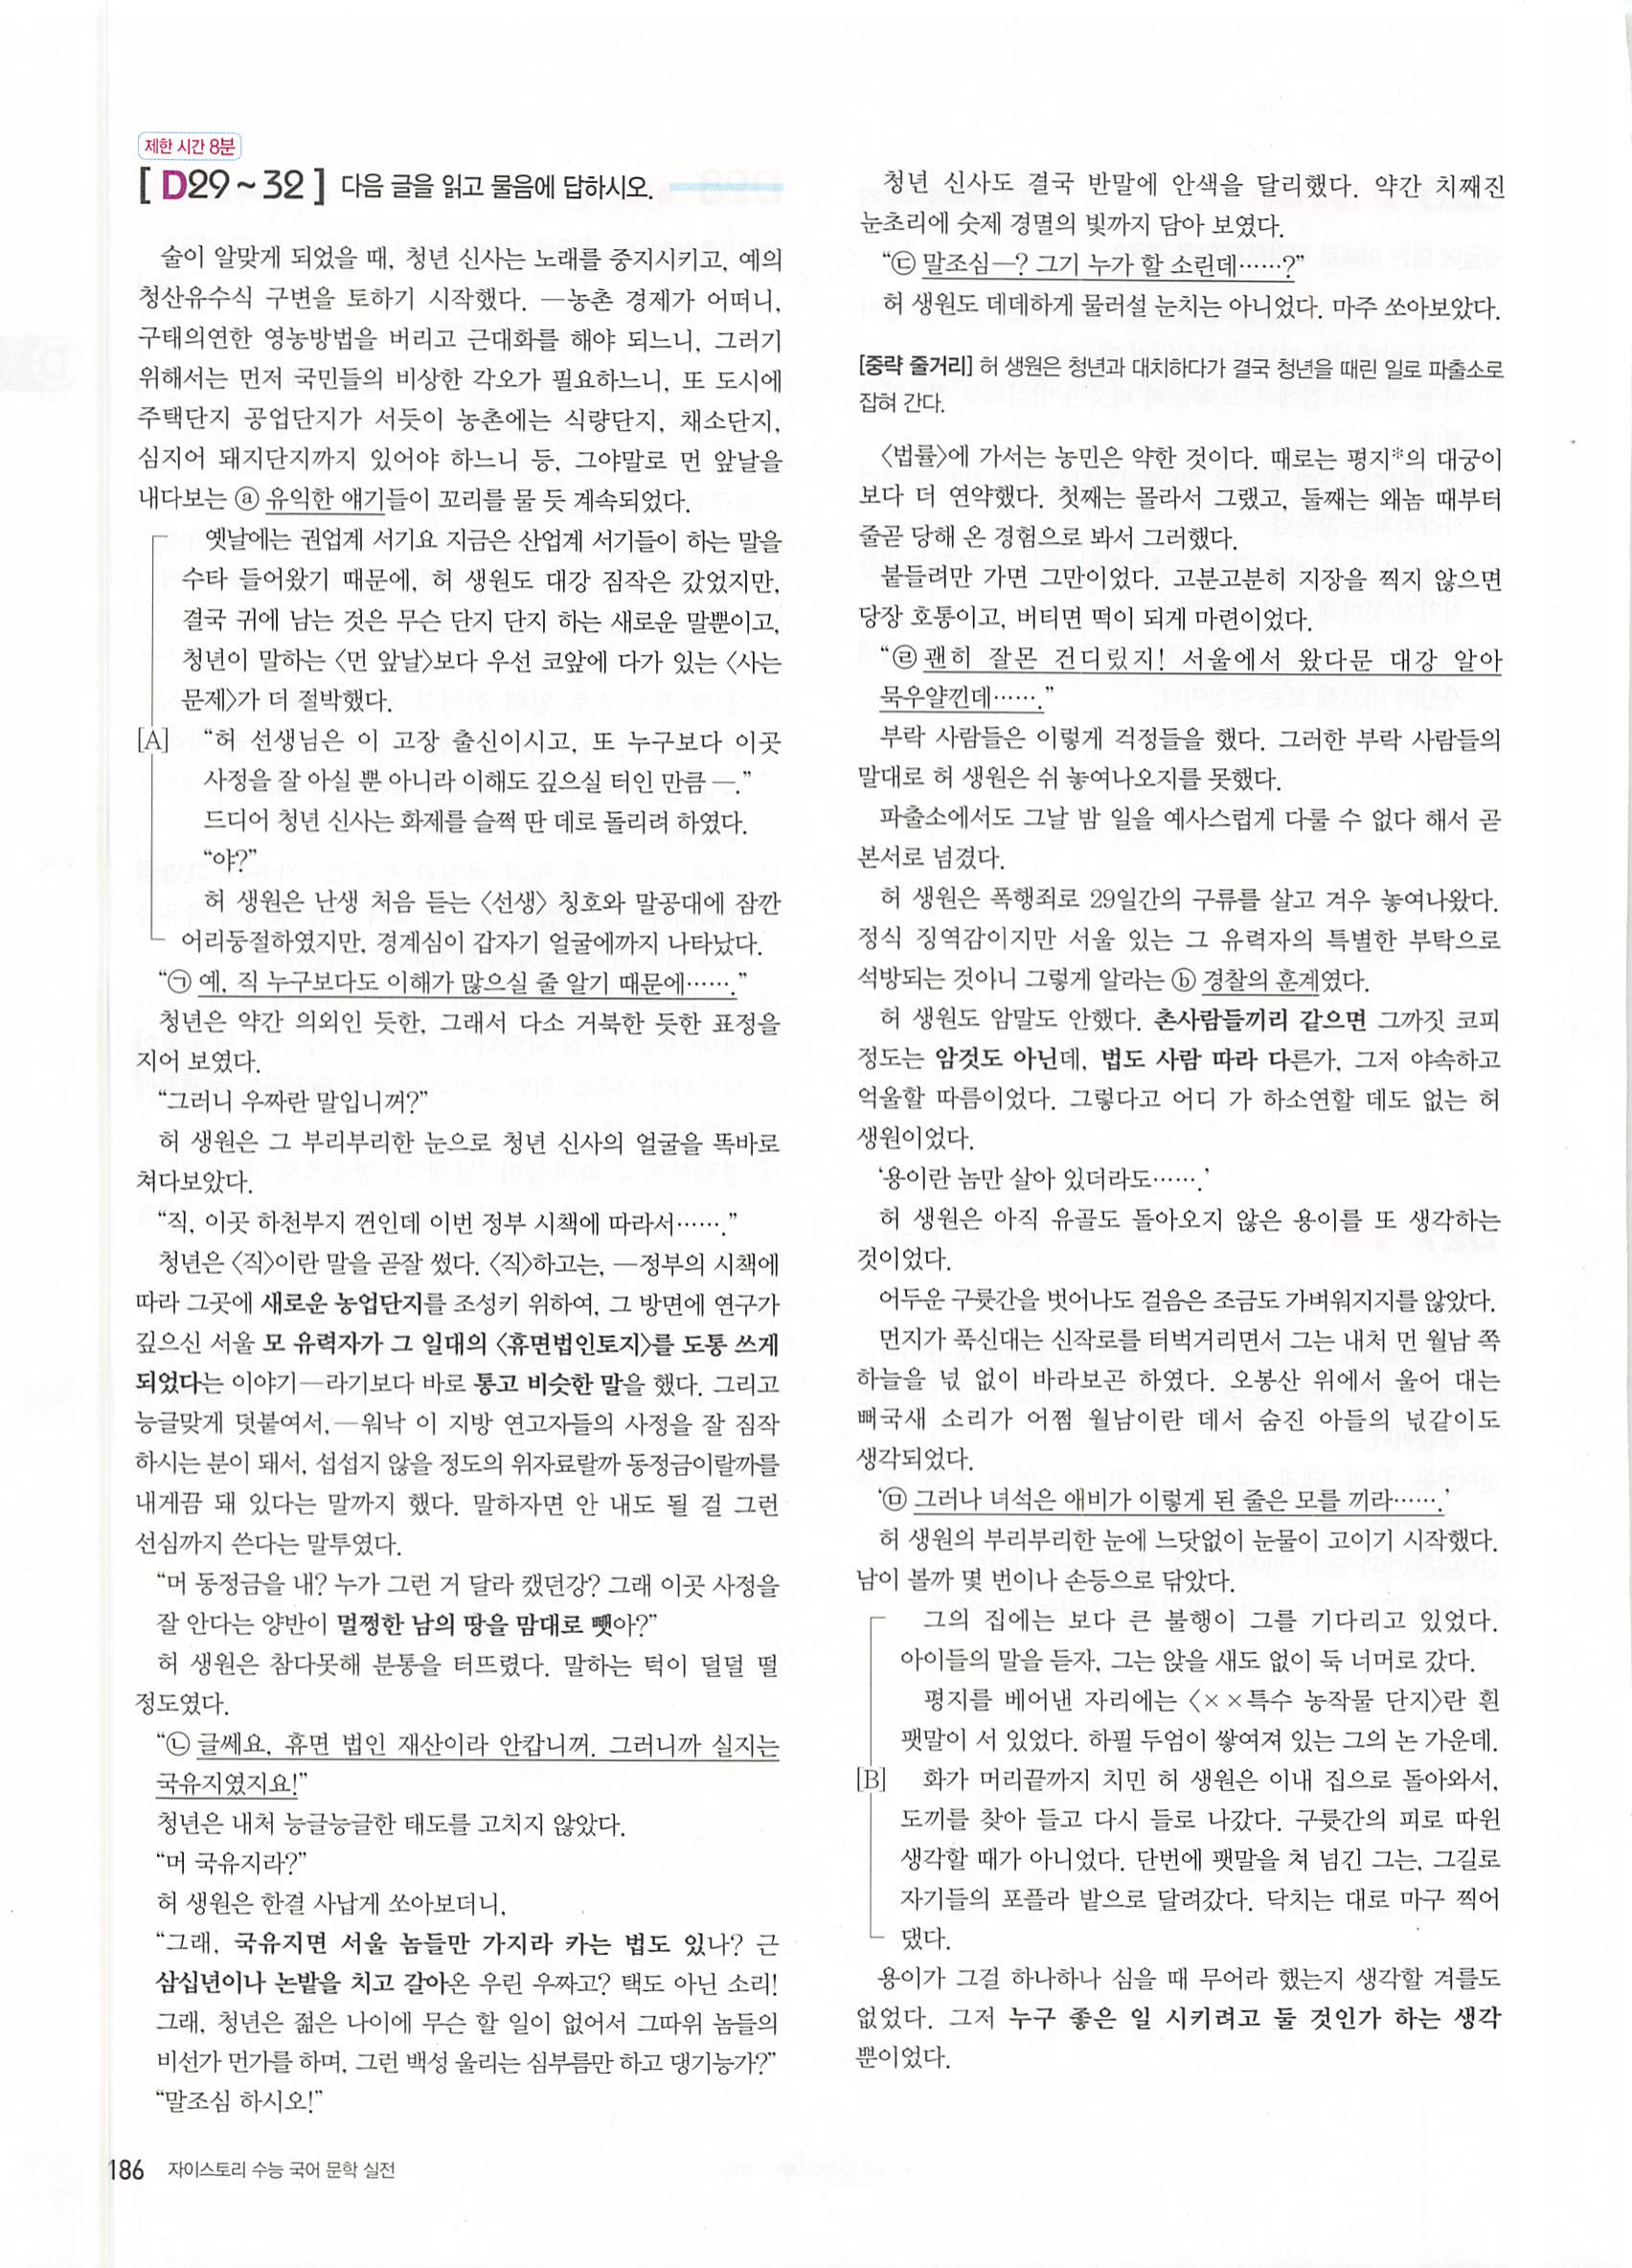 제한 시간 8분
[ D29 ~ 32 ] 다음 글을 읽고 물음에 답하시오.
술이 알맞게 되었을 때, 청년 신사는 노래를 중지시키고, 예의
청산유수식 구변을 토하기 시작했다. ―농촌 경제가 어떠니,
구태의연한 영농방법을 버리고 근대화를 해야 되느니, 그러기
위해서는 먼저 국민들의 비상한 각오가 필요하느니, 또 도시에
주택단지 공업단지가 서듯이 농촌에는 식량단지, 채소단지,
심지어 돼지단지까지 있어야 하느니 등, 그야말로 먼 앞날을
내다보는 ⓐ 유익한 얘기들이 꼬리를 물 듯 계속되었다.
옛날에는 권업계 서기요 지금은 산업계 서기들이 하는 말을
수타 들어왔기 때문에, 허 생원도 대강 짐작은 갔었지만,
결국 귀에 남는 것은 무슨 단지 단지 하는 새로운 말뿐이고,
청년이 말하는 〈먼 앞날〉보다 우선 코앞에 다가 있는 〈사는
문제〉가 더 절박했다.
[A] “허 선생님은 이 고장 출신이시고, 또 누구보다 이곳
사정을 잘 아실 뿐 아니라 이해도 깊으실 터인 만큼 ―.”
드디어 청년 신사는 화제를 슬쩍 딴 데로 돌리려 하였다.
“야?”
허 생원은 난생 처음 듣는 〈선생〉 칭호와 말공대에 잠깐
어리둥절하였지만, 경계심이 갑자기 얼굴에까지 나타났다.
“㉠ 예, 직 누구보다도 이해가 많으실 줄 알기 때문에…….”
청년은 약간 의외인 듯한, 그래서 다소 거북한 듯한 표정을
지어 보였다.
“그러니 우짜란 말입니꺼?”
허 생원은 그 부리부리한 눈으로 청년 신사의 얼굴을 똑바로
쳐다보았다.
“직, 이곳 하천부지 껀인데 이번 정부 시책에 따라서…….”
청년은 〈직〉이란 말을 곧잘 썼다. 〈직〉하고는, ―정부의 시책에
따라 그곳에 새로운 농업단지를 조성키 위하여, 그 방면에 연구가
깊으신 서울 모 유력자가 그 일대의 〈휴면법인토지〉를 도통 쓰게
되었다는 이야기―라기보다 바로 통고 비슷한 말을 했다. 그리고
능글맞게 덧붙여서, ―워낙 이 지방 연고자들의 사정을 잘 짐작
하시는 분이 돼서, 섭섭지 않을 정도의 위자료랄까 동정금이랄까를
내게끔 돼 있다는 말까지 했다. 말하자면 안 내도 될 걸 그런
선심까지 쓴다는 말투였다.
“머 동정금을 내? 누가 그런 거 달라 캤던강? 그래 이곳 사정을
잘 안다는 양반이 멀쩡한 남의 땅을 맘대로 뺏아?”
허 생원은 참다못해 분통을 터뜨렸다. 말하는 턱이 덜덜 떨
정도였다.
“㉡ 글쎄요, 휴면 법인 재산이라 안캅니꺼. 그러니까 실지는
국유지였지요!”
청년은 내처 능글능글한 태도를 고치지 않았다.
“머 국유지라?”
허 생원은 한결 사납게 쏘아보더니,
“그래, 국유지면 서울 놈들만 가지라 카는 법도 있나? 근
삼십년이나 논밭을 치고 갈아온 우린 우짜고? 택도 아닌 소리!
그래, 청년은 젊은 나이에 무슨 할 일이 없어서 그따위 놈들의
비선가 먼가를 하며, 그런 백성 울리는 심부름만 하고 댕기능가?”
“말조심 하시오!”
청년 신사도 결국 반말에 안색을 달리했다. 약간 치째진
눈초리에 숫제 경멸의 빛까지 담아 보였다.
“㉢ 말조심―? 그기 누가 할 소린데……?”
허 생원도 데데하게 물러설 눈치는 아니었다. 마주 쏘아보았다.
[중략 줄거리] 허 생원은 청년과 대치하다가 결국 청년을 때린 일로 파출소로
잡혀 간다.
〈법률〉에 가서는 농민은 약한 것이다. 때로는 평지*의 대궁이
보다 더 연약했다. 첫째는 몰라서 그랬고, 둘째는 왜놈 때부터
줄곧 당해 온 경험으로 봐서 그러했다.
붙들려만 가면 그만이었다. 고분고분히 지장을 찍지 않으면
당장 호통이고, 버티면 떡이 되게 마련이었다.
“㉣ 괜히 잘몬 건디맀지! 서울에서 왔다문 대강 알아
묵우얄낀데…….”
부락 사람들은 이렇게 걱정들을 했다. 그러한 부락 사람들의
말대로 허 생원은 쉬 놓여나오지를 못했다.
파출소에서도 그날 밤 일을 예사스럽게 다룰 수 없다 해서 곧
본서로 넘겼다.
허 생원은 폭행죄로 29일간의 구류를 살고 겨우 놓여나왔다.
정식 징역감이지만 서울 있는 그 유력자의 특별한 부탁으로
석방되는 것이니 그렇게 알라는 ⓑ 경찰의 훈계였다.
허 생원도 암말도 안했다. 촌사람들끼리 같으면 그까짓 코피
정도는 암것도 아닌데, 법도 사람 따라 다른가, 그저 야속하고
억울할 따름이었다. 그렇다고 어디 가 하소연할 데도 없는 허
생원이었다.
‘용이란 놈만 살아 있더라도…….’
허 생원은 아직 유골도 돌아오지 않은 용이를 또 생각하는
것이었다.
어두운 구릿간을 벗어나도 걸음은 조금도 가벼워지지를 않았다.
먼지가 푹신대는 신작로를 터벅거리면서 그는 내처 먼 월남 쪽
하늘을 넋 없이 바라보곤 하였다. 오봉산 위에서 울어 대는
뻐국새 소리가 어쩜 월남이란 데서 숨진 아들의 넋같이도
생각되었다.
‘㉤ 그러나 녀석은 애비가 이렇게 된 줄은 모를 끼라…….’
허 생원의 부리부리한 눈에 느닷없이 눈물이 고이기 시작했다.
남이 볼까 몇 번이나 손등으로 닦았다.
그의 집에는 보다 큰 불행이 그를 기다리고 있었다.
아이들의 말을 듣자, 그는 앉을 새도 없이 둑 너머로 갔다.
평지를 베어낸 자리에는 〈××특수 농작물 단지〉란 흰
팻말이 서 있었다. 하필 두엄이 쌓여져 있는 그의 논 가운데.
[B] 화가 머리끝까지 치민 허 생원은 이내 집으로 돌아와서,
도끼를 찾아 들고 다시 들로 나갔다. 구릿간의 피로 따윈
생각할 때가 아니었다. 단번에 팻말을 쳐 넘긴 그는, 그길로
자기들의 포플라 밭으로 달려갔다. 닥치는 대로 마구 찍어
댔다.
용이가 그걸 하나하나 심을 때 무어라 했는지 생각할 겨를도
없었다. 그저 누구 좋은 일 시키려고 둘 것인가 하는 생각
뿐이었다.
186 자이스토리 수능 국어 문학 실전